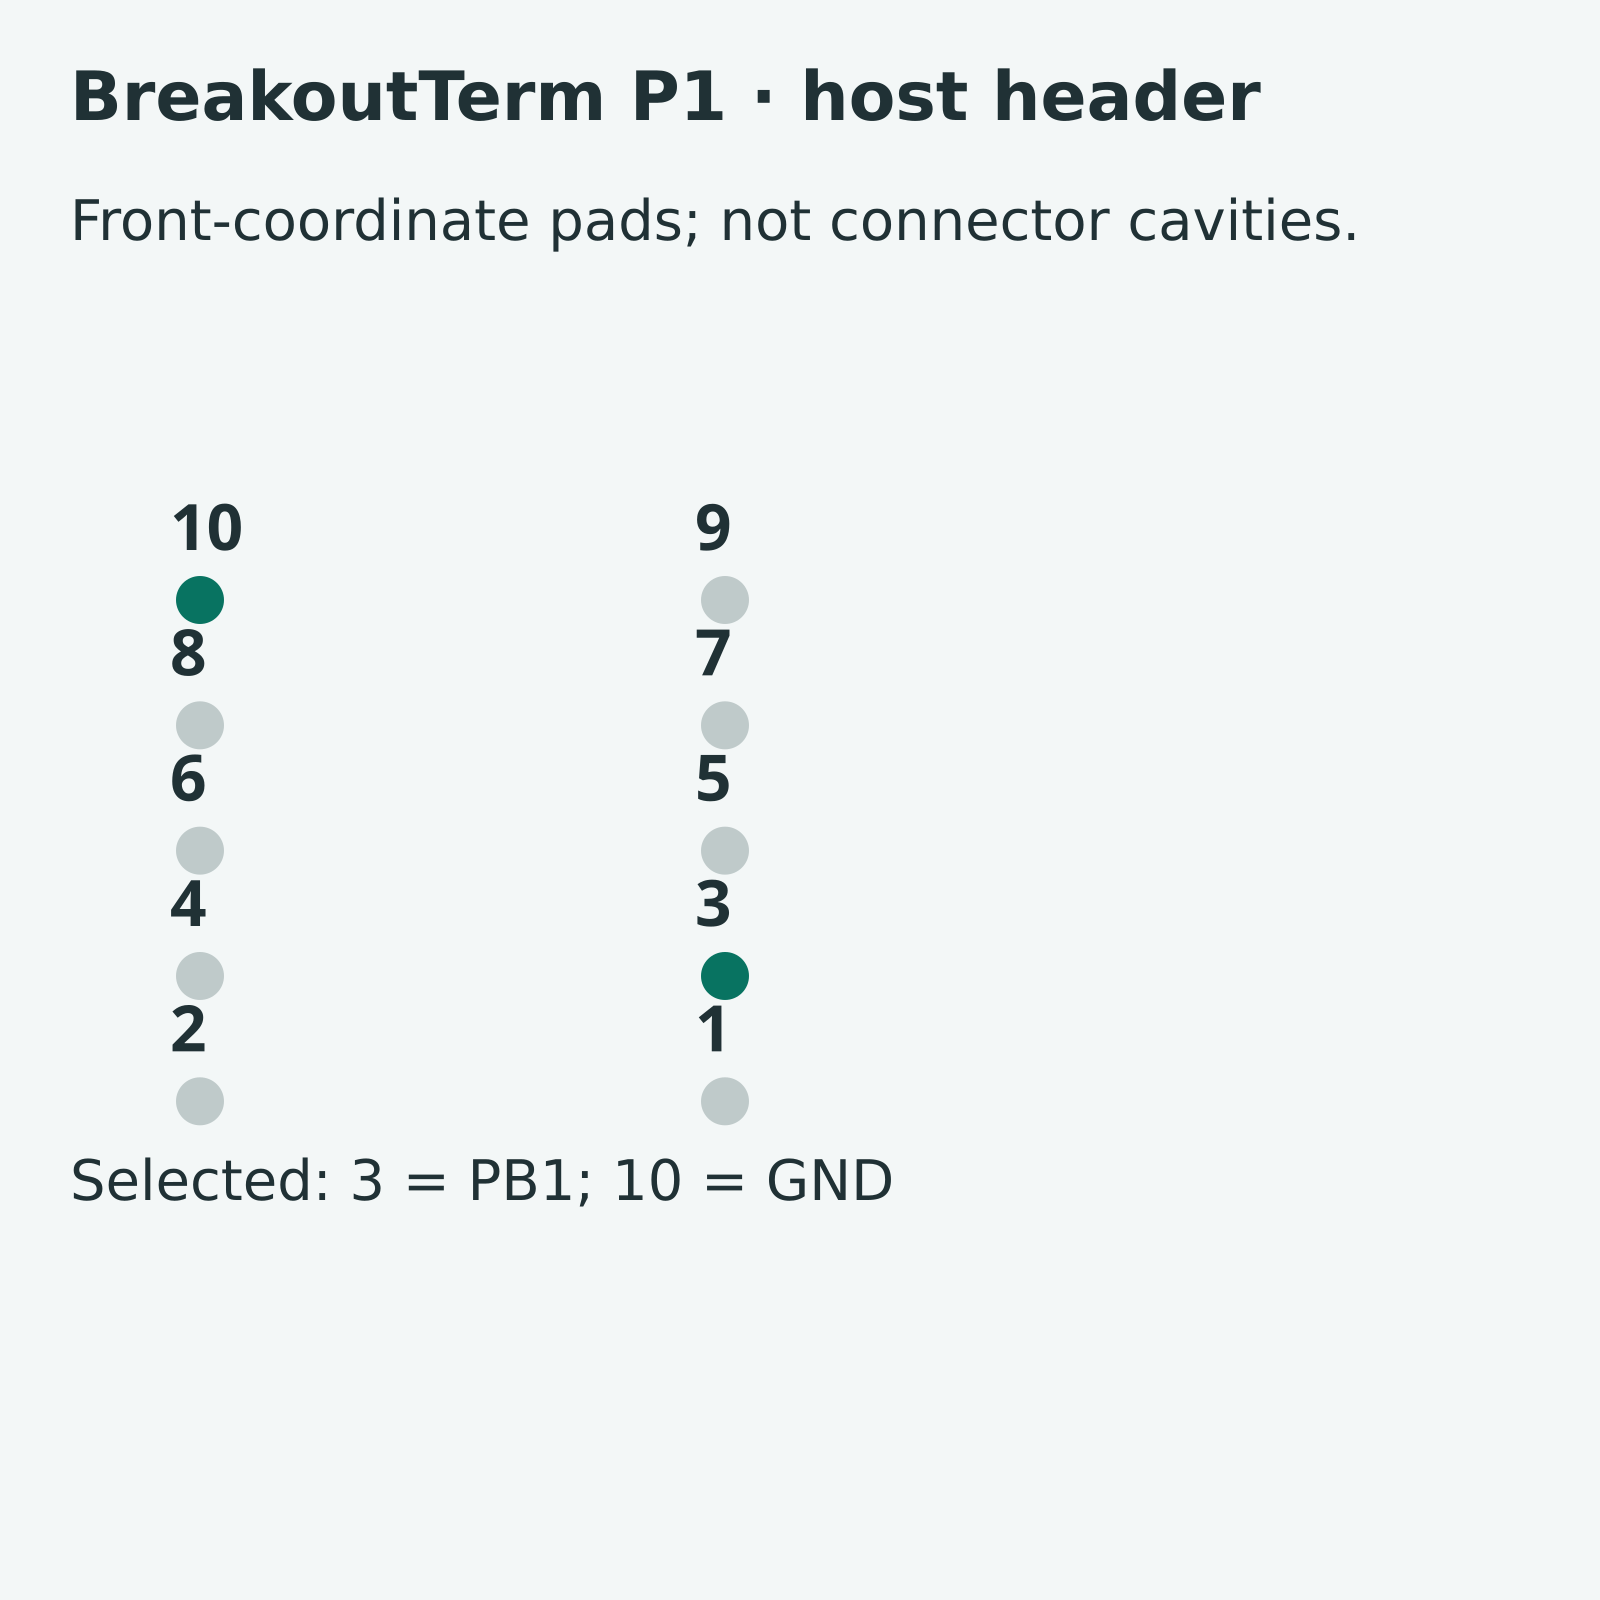 BreakoutTerm P1 · host header
Front-coordinate pads; not connector cavities.
10 9
8 7
6 5
4 3
2 1
Selected: 3 = PB1; 10 = GND